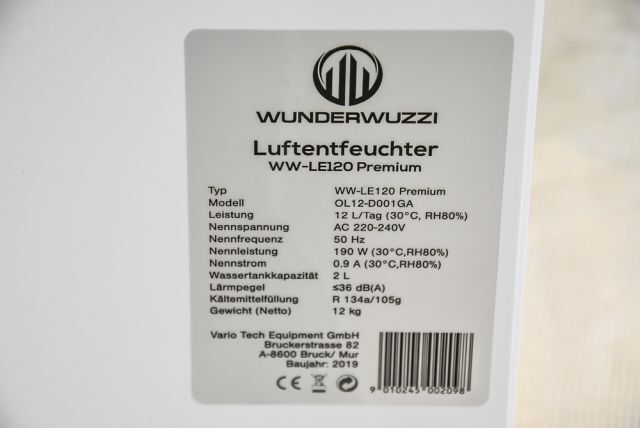 WUNDERWUZZI
Luftentfeuchter
WW-LE120 Premium
Typ WW-LE120 Premium
Modell OL12-D001GA
Leistung 12 L/Tag (30°C, RH80%)
Nennspannung AC 220-240V
Nennfrequenz 50 Hz
Nennleistung 190 W (30°C,RH80%)
Nennstrom 0.9 A (30°C,RH80%)
Wassertankkapazität 2 L
Lärmpegel ≤36 dB(A)
Kältemittelfüllung R 134a/105g
Gewicht (Netto) 12 kg
Vario Tech Equipment GmbH
Bruckerstrasse 82
A-8600 Bruck/ Mur
Baujahr: 2019
CE
9 010245 002098